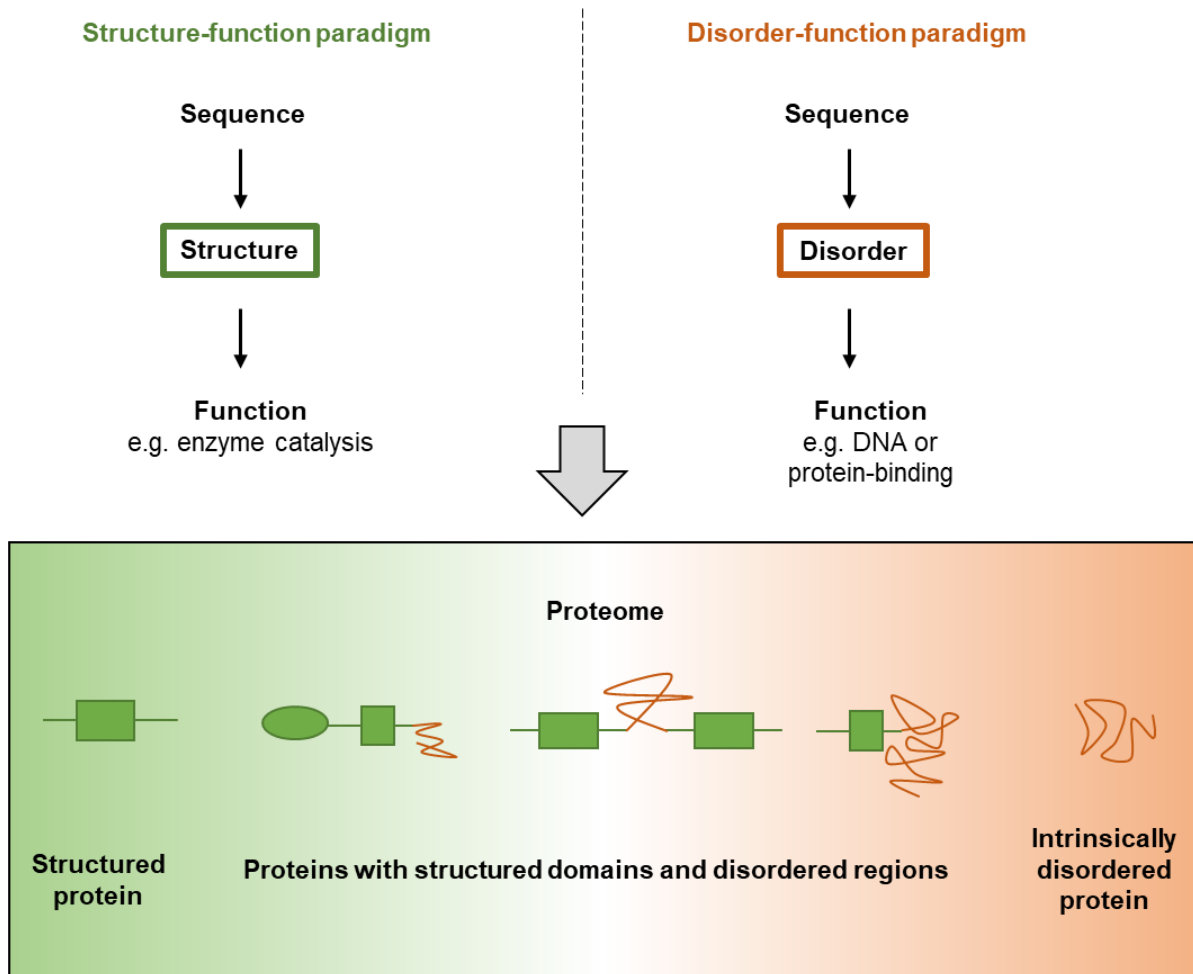 Structure-function paradigm
Disorder-function paradigm
Sequence
Sequence
Structure
Disorder
Function
e.g. enzyme catalysis
Function
e.g. DNA or
protein-binding
Proteome
Structured
protein
Proteins with structured domains and disordered regions
Intrinsically
disordered
protein